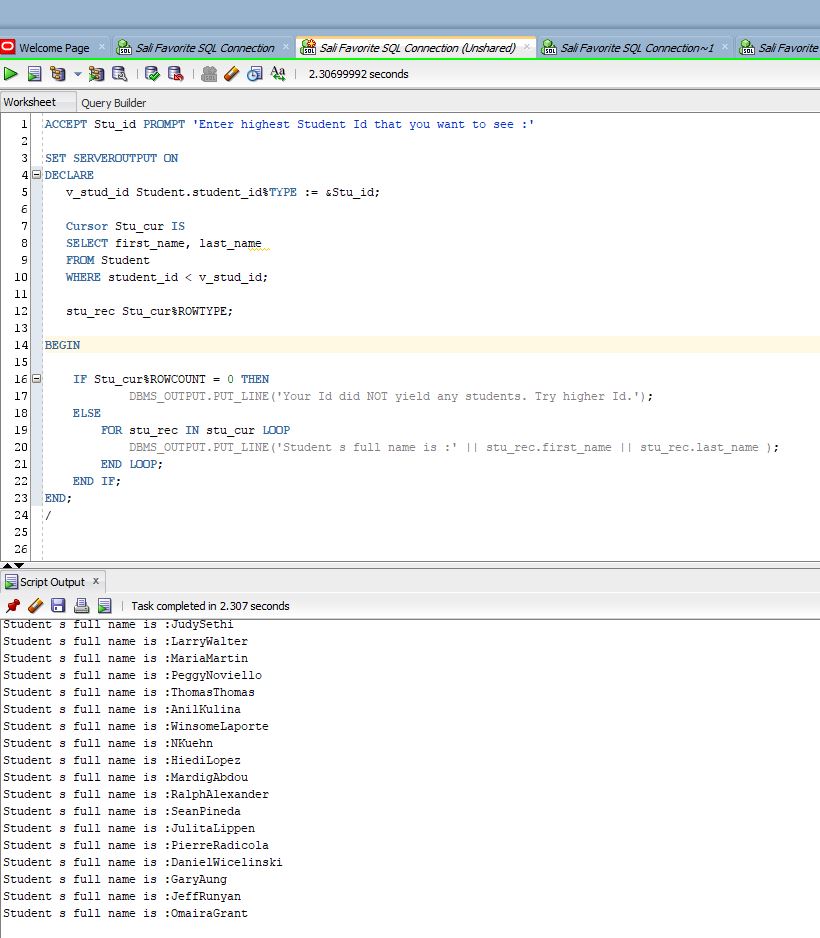 Welcome Page × Sali Favorite SQL Connection × Sali Favorite SQL Connection (Unshared) × Sali Favorite SQL Connection~1 × Sali Favorite
2.30699992 seconds
Worksheet Query Builder
1 ACCEPT Stu_id PROMPT 'Enter highest Student Id that you want to see :'
2
3 SET SERVEROUTPUT ON
4 DECLARE
5 v_stud_id Student.student_id%TYPE := &Stu_id;
6
7 Cursor Stu_cur IS
8 SELECT first_name, last_name
9 FROM Student
10 WHERE student_id < v_stud_id;
11
12 stu_rec Stu_cur%ROWTYPE;
13
14 BEGIN
15
16 IF Stu_cur%ROWCOUNT = 0 THEN
17 DBMS_OUTPUT.PUT_LINE('Your Id did NOT yield any students. Try higher Id.');
18 ELSE
19 FOR stu_rec IN stu_cur LOOP
20 DBMS_OUTPUT.PUT_LINE('Student s full name is :' || stu_rec.first_name || stu_rec.last_name );
21 END LOOP;
22 END IF;
23 END;
24 /
25
26
Script Output ×
Task completed in 2.307 seconds
Student s full name is :JudySethi
Student s full name is :LarryWalter
Student s full name is :MariaMartin
Student s full name is :PeggyNoviello
Student s full name is :ThomasThomas
Student s full name is :AnilKulina
Student s full name is :WinsomeLaporte
Student s full name is :NKuehn
Student s full name is :HiediLopez
Student s full name is :MardigAbdou
Student s full name is :RalphAlexander
Student s full name is :SeanPineda
Student s full name is :JulitaLippen
Student s full name is :PierreRadicola
Student s full name is :DanielWicelinski
Student s full name is :GaryAung
Student s full name is :JeffRunyan
Student s full name is :OmairaGrant